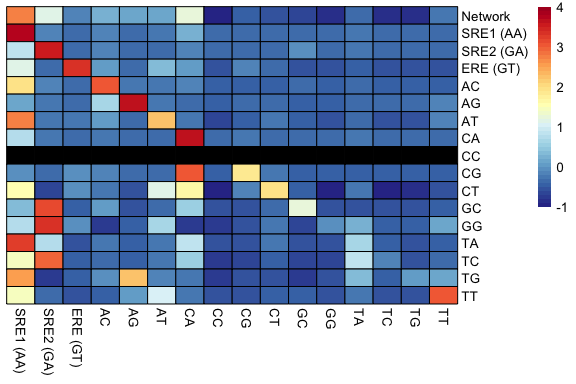 Network
SRE1 (AA)
SRE2 (GA)
ERE (GT)
AC
AG
AT
CA
CC
CG
CT
GC
GG
TA
TC
TG
TT
4
3
2
1
0
-1
SRE1 (AA)
SRE2 (GA)
ERE (GT)
AC
AG
AT
CA
CC
CG
CT
GC
GG
TA
TC
TG
TT